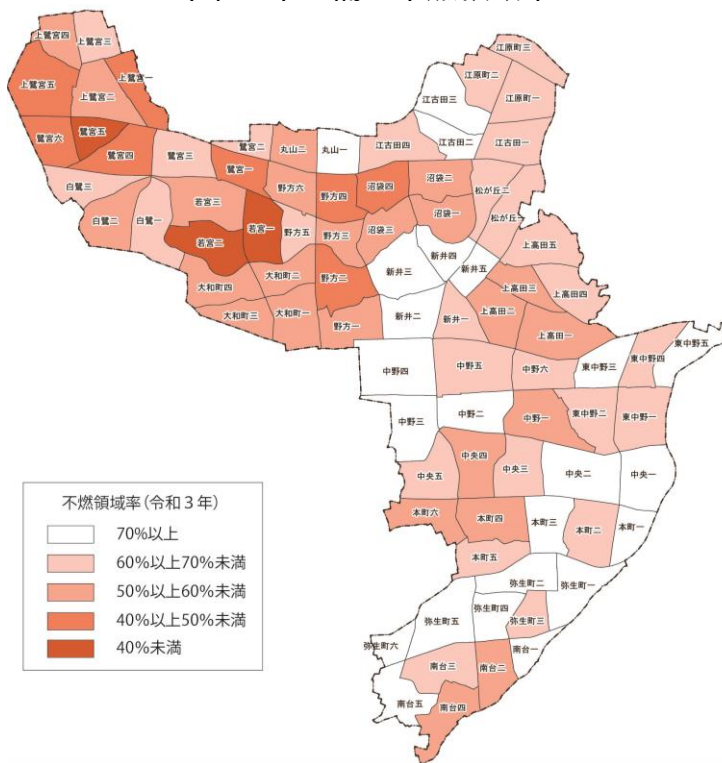 上鷺宮四
上鷺宮三
上鷺宮一
上鷺宮五
上鷺宮二
鷺宮五
鷺宮六
鷺宮四
鷺宮三
鷺宮二
鷺宮一
丸山二
丸山一
江原町三
江原町二
江原町一
江古田三
江古田二
江古田四
江古田一
白鷺三
白鷺二
白鷺一
若宮三
若宮二
若宮一
野方六
野方五
野方四
野方三
野方二
野方一
沼袋四
沼袋二
沼袋三
沼袋一
松が丘二
松が丘一
大和町四
大和町二
大和町三
大和町一
新井四
新井五
新井三
新井二
新井一
上高田五
上高田四
上高田三
上高田二
上高田一
中野四
中野五
中野六
東中野三
東中野四
東中野五
中野三
中野二
中野一
東中野二
東中野一
中央五
中央四
中央三
中央二
中央一
本町六
本町四
本町三
本町二
本町一
本町五
弥生町二
弥生町一
弥生町五
弥生町四
弥生町三
弥生町六
南台一
南台三
南台二
南台五
南台四
不燃領域率(令和3年)
70%以上
60%以上70%未満
50%以上60%未満
40%以上50%未満
40%未満